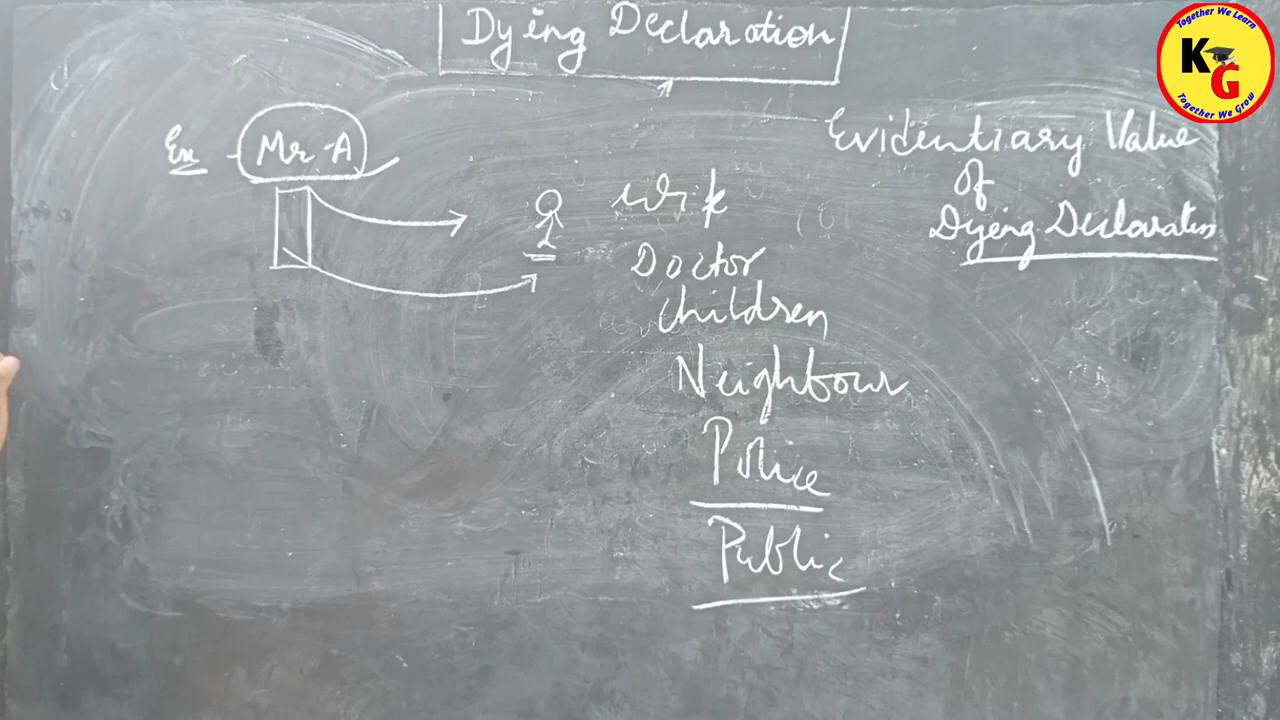 Dying Declaration
Ex Mr. A
Wife
Doctor
Children
Neighbour
Police
Public
Evidentiary Value
Of
Dying Declaration
Together We Learn
KG
Together We Grow